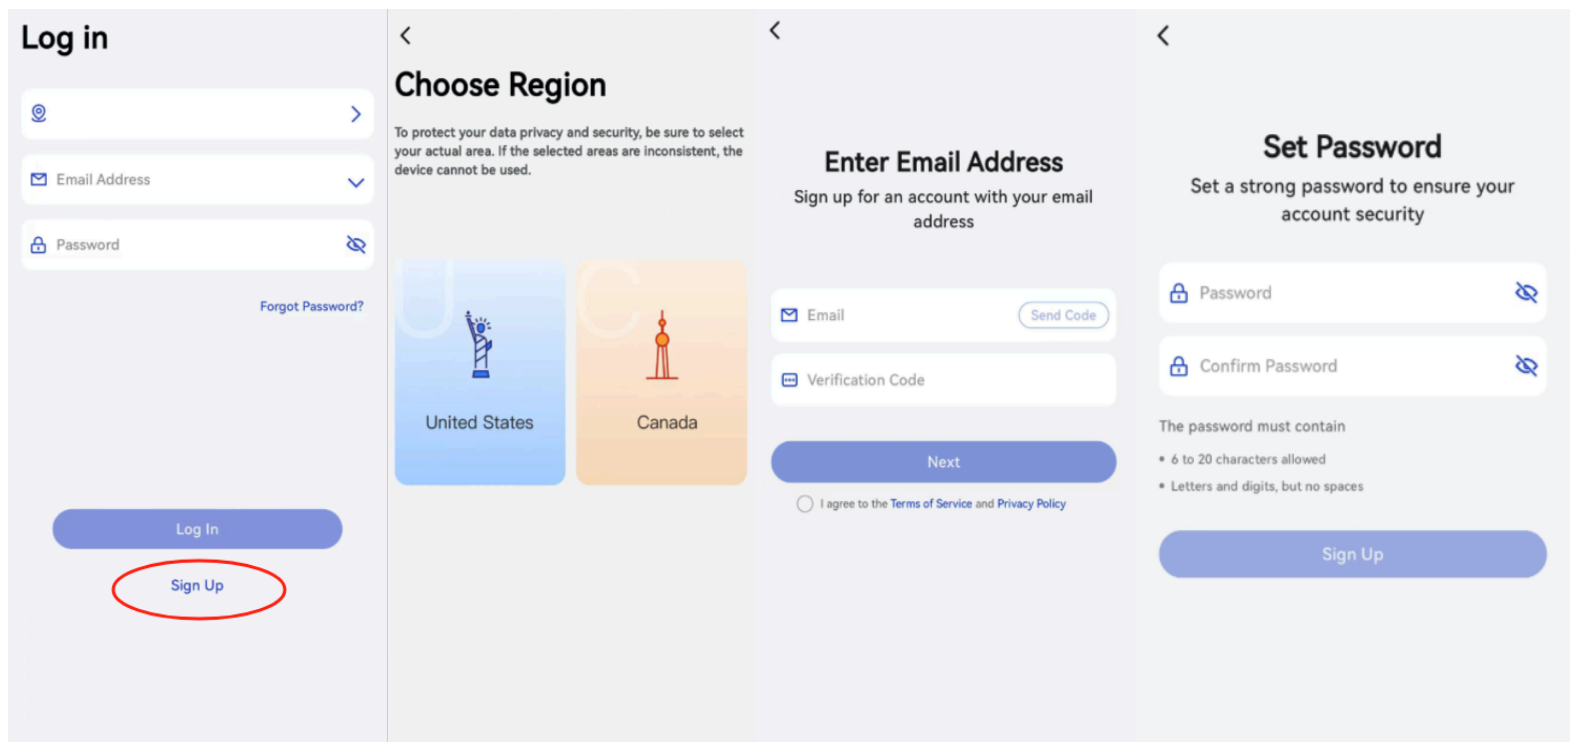 Log in
Email Address
Password
Forgot Password?
Log In
Sign Up
Choose Region
To protect your data privacy and security, be sure to select
your actual area. If the selected areas are inconsistent, the
device cannot be used.
U
C
United States
Canada
Enter Email Address
Sign up for an account with your email
address
Email
Send Code
Verification Code
Next
I agree to the Terms of Service and Privacy Policy
Set Password
Set a strong password to ensure your
account security
Password
Confirm Password
The password must contain
• 6 to 20 characters allowed
• Letters and digits, but no spaces
Sign Up